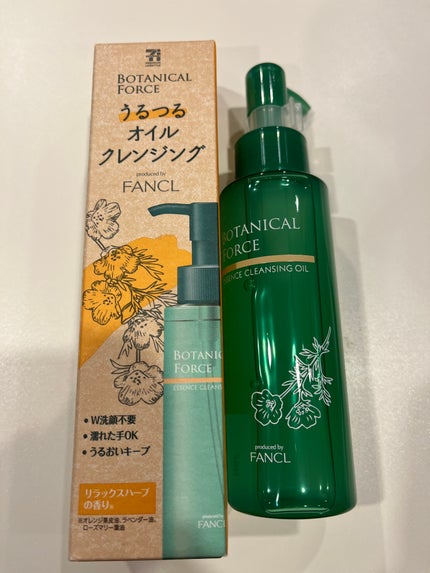 BOTANICAL
FORCE
うるつる
オイル
クレンジング
produced by
FANCL
BOTANIC
FORCE
ESSENCE CLEANS
•W洗顔不要
•濡れた手OK
•うるおいキープ
リラックスハーブ
の香り※
※オレンジ果皮油、ラベンダー油、
ローズマリー葉油
FANCL
BOTANICAL
FORCE
ESSENCE CLEANSING OIL
produced by
FANCL